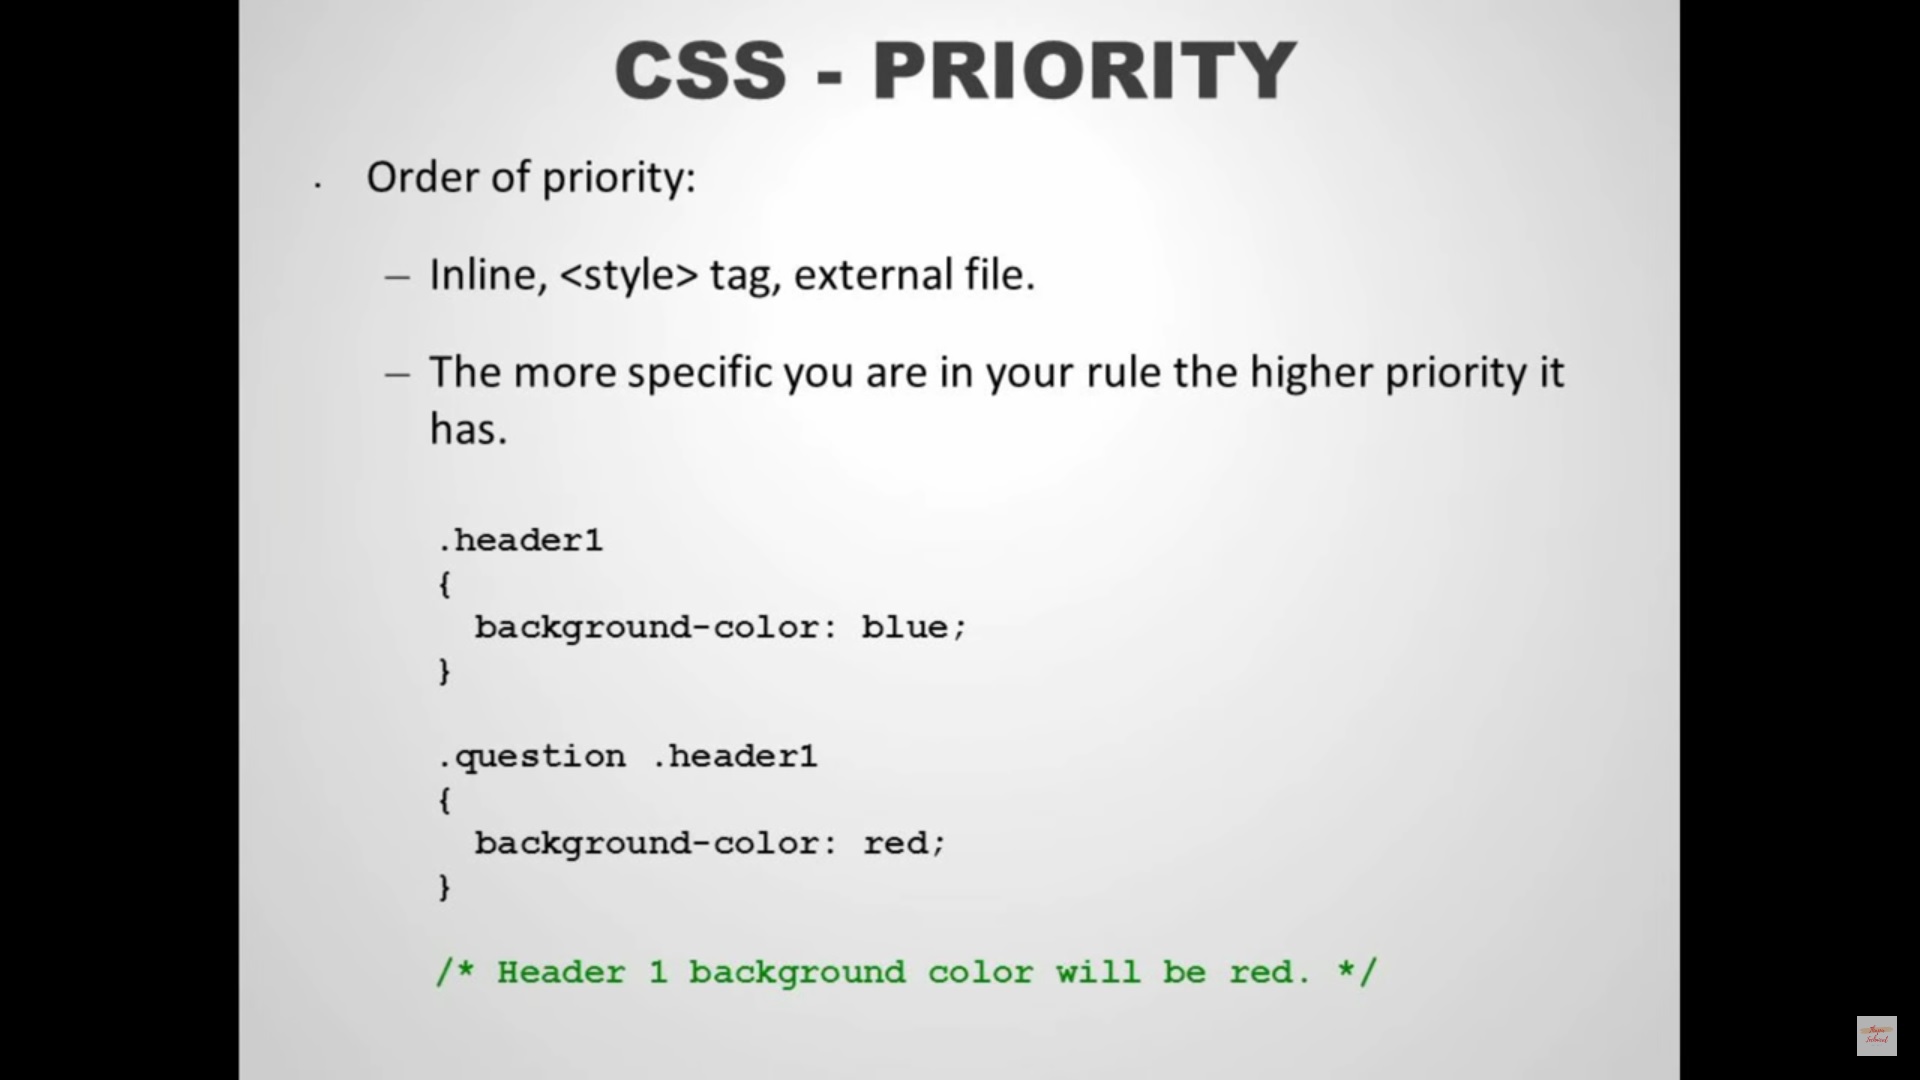 CSS - PRIORITY
· Order of priority:
– Inline, <style> tag, external file.
– The more specific you are in your rule the higher priority it
has.
.header1
{
background-color: blue;
}
.question .header1
{
background-color: red;
}
/* Header 1 background color will be red. */